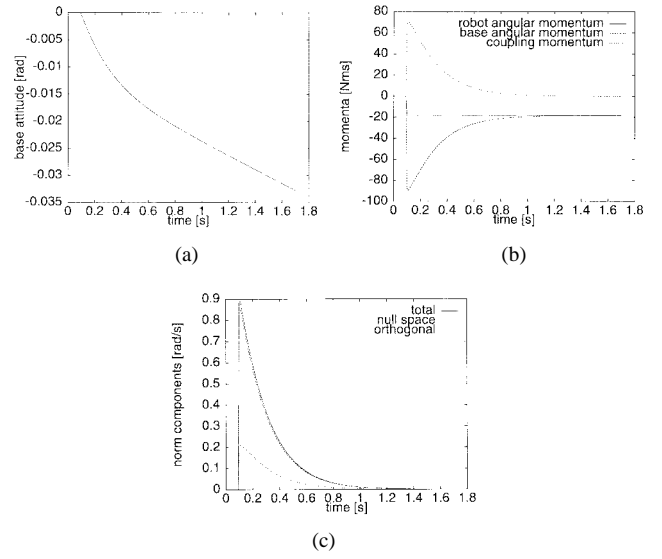 0
-0.005
-0.01
-0.015
-0.02
-0.025
-0.03
-0.035
base attitude [rad]
0 0.2 0.4 0.6 0.8 1 1.2 1.4 1.6 1.8
time [s]
(a)
80
60
40
20
0
-20
-40
-60
-80
-100
momenta [Nms]
robot angular momentum
base angular momentum
coupling momentum
0 0.2 0.4 0.6 0.8 1 1.2 1.4 1.6 1.8
time [s]
(b)
0.9
0.8
0.7
0.6
0.5
0.4
0.3
0.2
0.1
0
norm components [rad/s]
total
null space
orthogonal
0 0.2 0.4 0.6 0.8 1 1.2 1.4 1.6 1.8
time [s]
(c)